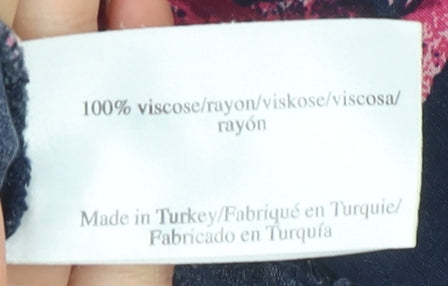 100% viscose/rayon/viskose/viscosa/
rayón
Made in Turkey/Fabriqué en Turquie/
Fabricado en Turquía